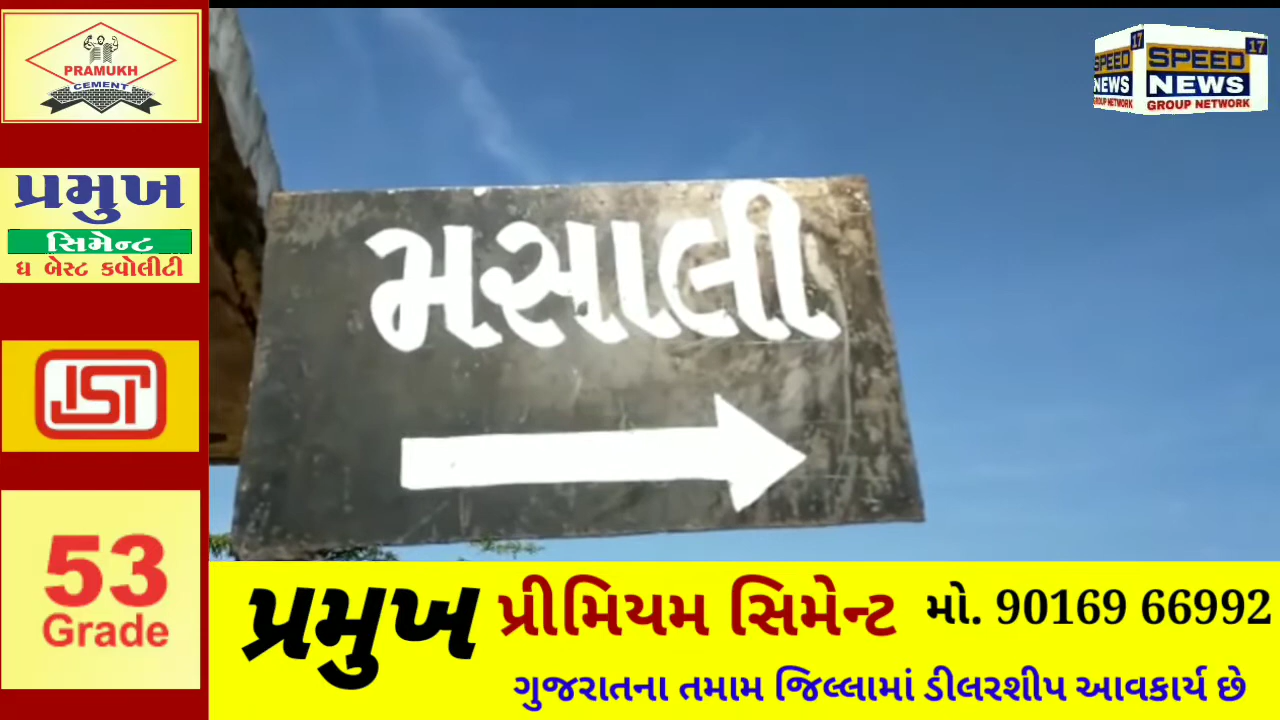 PRAMUKH
CEMENT
પ્રમુખ
સિમેન્ટ
ધ બેસ્ટ કવોલીટી
ISI
53
Grade
મસાલી
17
SPEED
NEWS
GROUP NETWORK
17
SPEED
NEWS
GROUP NETWORK
પ્રમુખ પ્રીમિયમ સિમેન્ટ મો. 90169 66992
ગુજરાતના તમામ જિલ્લામાં ડીલરશીપ આવકાર્ય છે